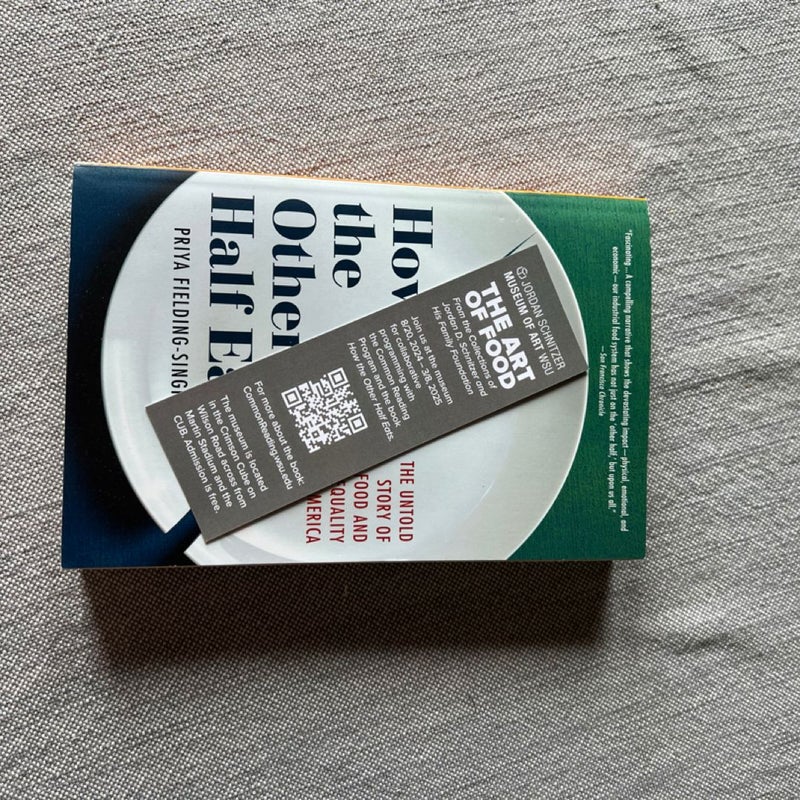 "Fascinating ... A compelling narrative that shows the devastating impact—physical, emotional, and
economic—our industrial food system has not just on the 'other half,' but upon us all."
—San Francisco Chronicle
How
the
Other
Half Ea
THE UNTOLD
STORY OF
FOOD AND
EQUALITY
MERICA
PRIYA FIELDING-SINGH
JORDAN SCHNITZER
MUSEUM OF ART WSU
THE ART
OF FOOD
From the Collections of
Jordan D. Schnitzer and
His Family Foundation
Join us at the museum
8/20, 2024–3/8, 2025
for collaborative
programming with
the Common Reading
Program and the book
How the Other Half Eats.
For more about the book:
CommonReading.wsu.edu
The museum is located
in the Crimson Cube on
Wilson Road across from
Martin Stadium and the
CUB. Admission is free.